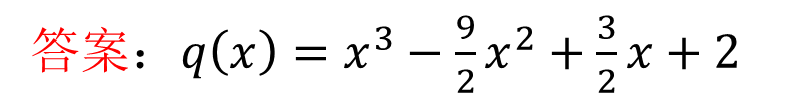 答案：q(x) = x³ − 9/2 x² + 3/2 x + 2